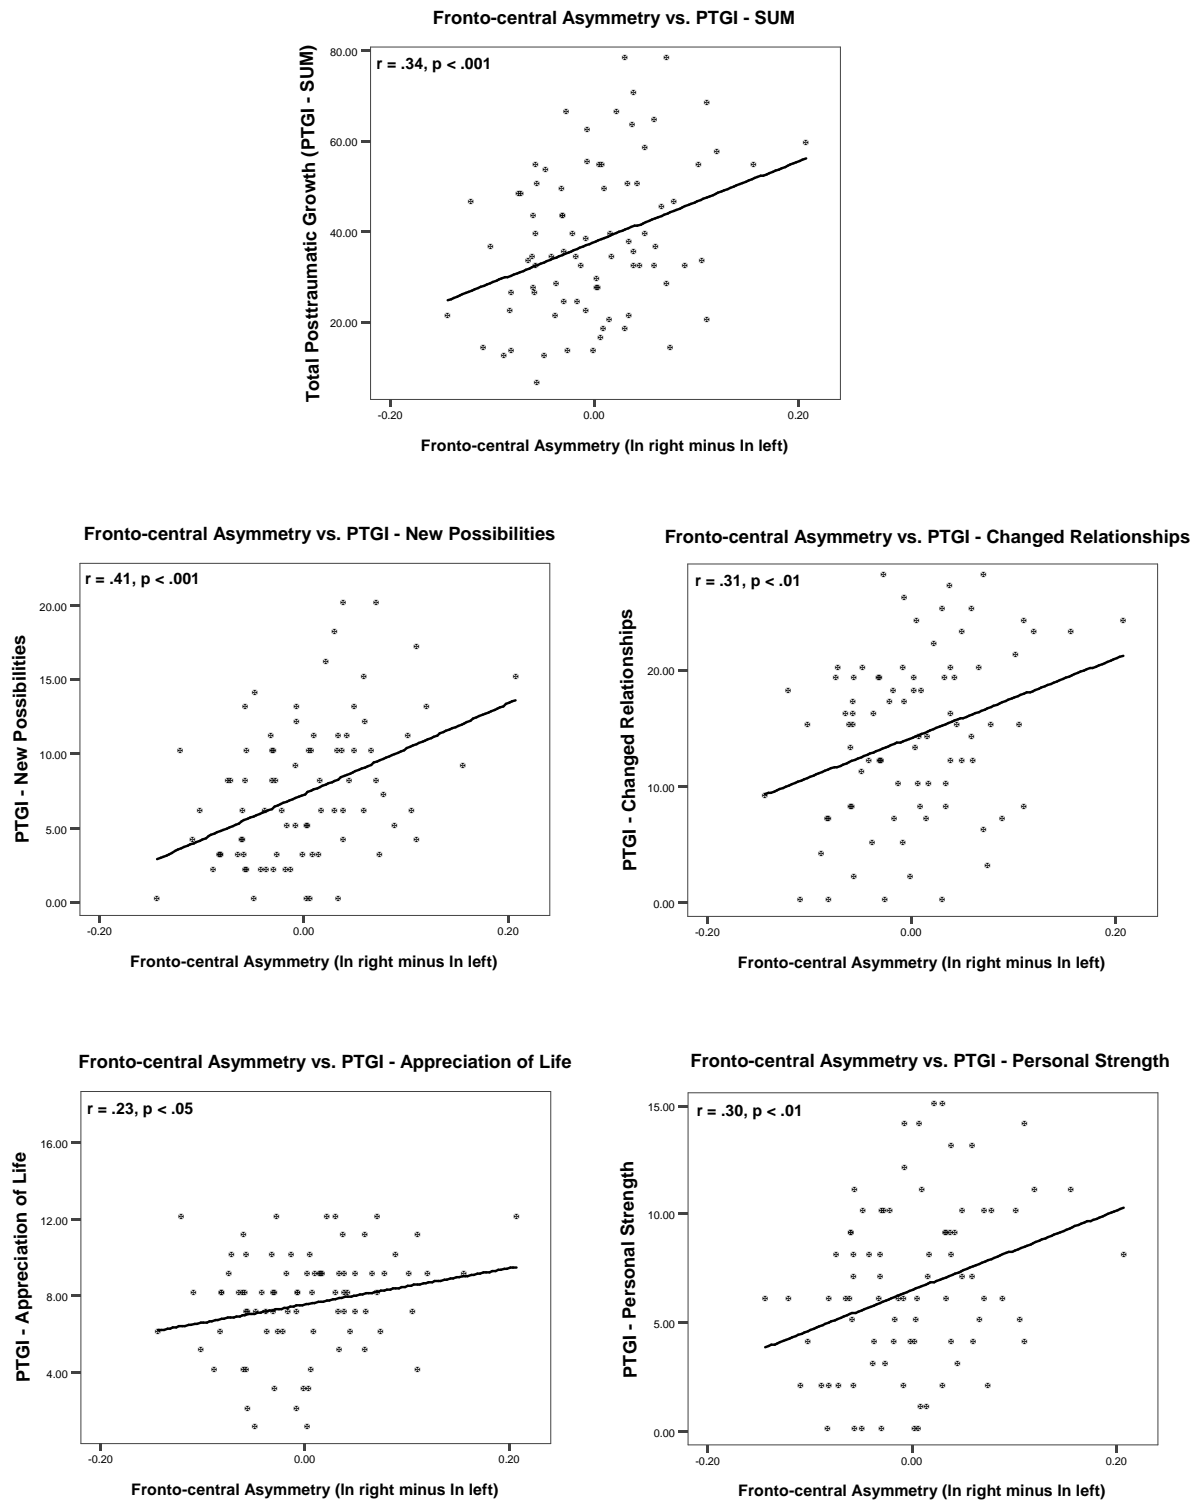 Fronto-central Asymmetry vs. PTGI - SUM
r = .34, p < .001
Total Posttraumatic Growth (PTGI - SUM)
80.00
60.00
40.00
20.00
-0.20
0.00
0.20
Fronto-central Asymmetry (ln right minus ln left)
Fronto-central Asymmetry vs. PTGI - New Possibilities
r = .41, p < .001
PTGI - New Possibilities
20.00
15.00
10.00
5.00
0.00
-0.20
0.00
0.20
Fronto-central Asymmetry (ln right minus ln left)
Fronto-central Asymmetry vs. PTGI - Changed Relationships
r = .31, p < .01
PTGI - Changed Relationships
20.00
10.00
0.00
-0.20
0.00
0.20
Fronto-central Asymmetry (ln right minus ln left)
Fronto-central Asymmetry vs. PTGI - Appreciation of Life
r = .23, p < .05
PTGI - Appreciation of Life
16.00
12.00
8.00
4.00
-0.20
0.00
0.20
Fronto-central Asymmetry (ln right minus ln left)
Fronto-central Asymmetry vs. PTGI - Personal Strength
r = .30, p < .01
PTGI - Personal Strength
15.00
10.00
5.00
0.00
-0.20
0.00
0.20
Fronto-central Asymmetry (ln right minus ln left)